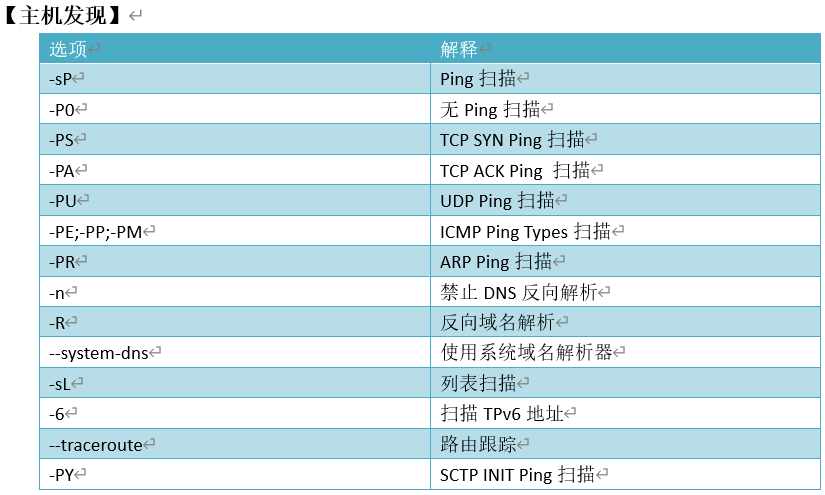 【主机发现】
选项 解释
-sP Ping 扫描
-P0 无 Ping 扫描
-PS TCP SYN Ping 扫描
-PA TCP ACK Ping 扫描
-PU UDP Ping 扫描
-PE;-PP;-PM ICMP Ping Types 扫描
-PR ARP Ping 扫描
-n 禁止 DNS 反向解析
-R 反向域名解析
--system-dns 使用系统域名解析器
-sL 列表扫描
-6 扫描 TPv6 地址
--traceroute 路由跟踪
-PY SCTP INIT Ping 扫描